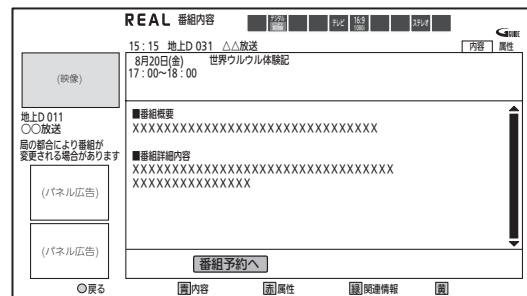 REAL 番組内容
デジタル
テレビ
16:9
1080i
ステレオ
GGUIDE
15：15 地上D 031 △△放送
内容 属性
8月20日(金) 世界ウルウル体験記
17：00~18：00
(映像)
地上D 011
○○放送
局の都合により番組が
変更される場合があります
(パネル広告)
(パネル広告)
■番組概要
XXXXXXXXXXXXXXXXXXXXXXXXXXXXXXX
■番組詳細内容
XXXXXXXXXXXXXXXXXXXXXXXXXXXXXXXXX
XXXXXXXXXXXXXXX
番組予約へ
○戻る 青 内容 赤 属性 緑 関連情報 黄